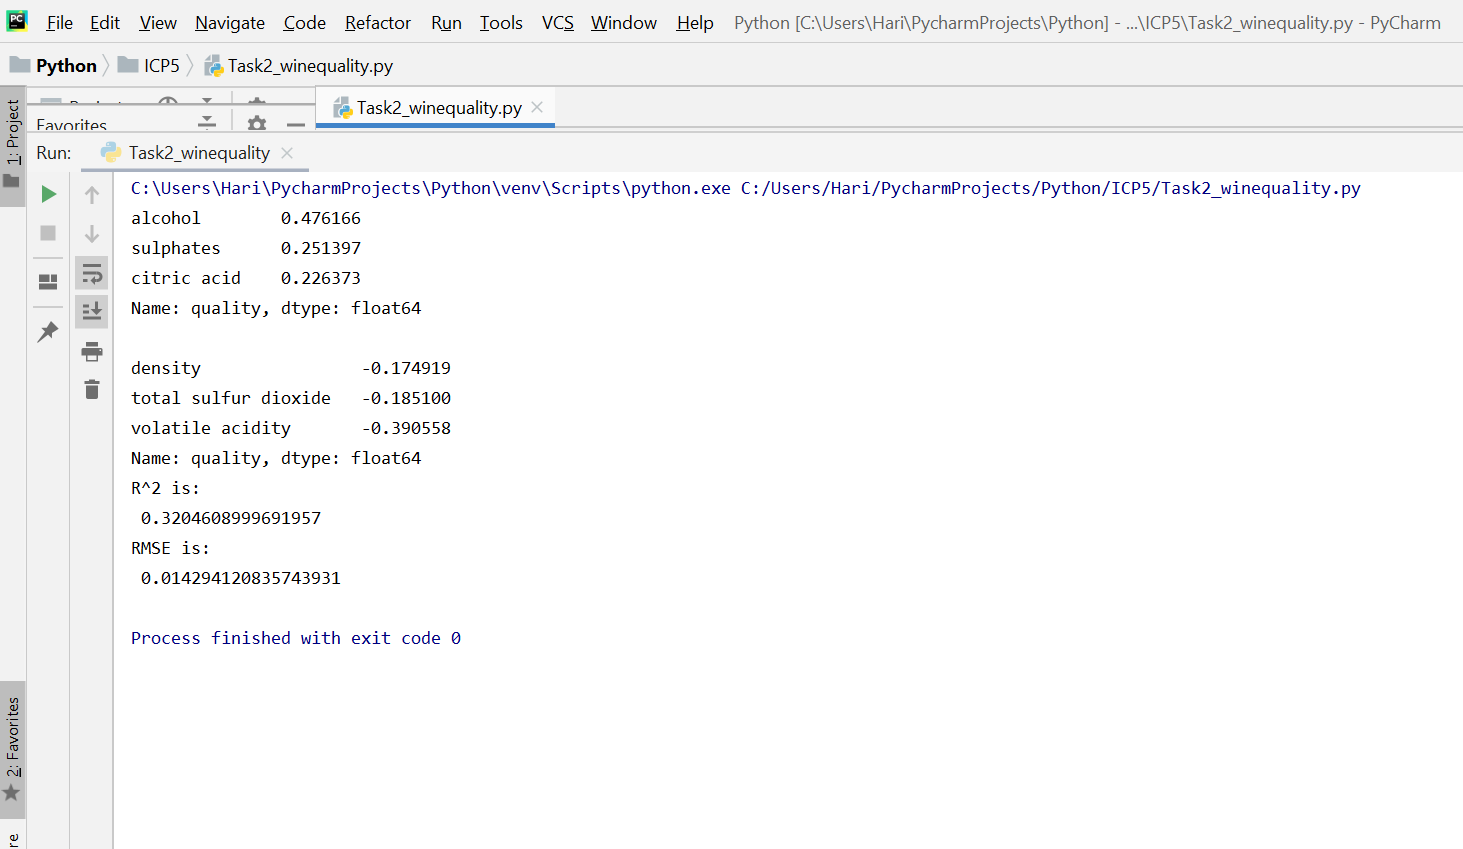 PC File Edit View Navigate Code Refactor Run Tools VCS Window Help Python [C:\Users\Hari\PycharmProjects\Python] - ...\ICP5\Task2_winequality.py - PyCharm
Python ICP5 Task2_winequality.py
1: Project
Task2_winequality.py
Favorites
Run: Task2_winequality
C:\Users\Hari\PycharmProjects\Python\venv\Scripts\python.exe C:/Users/Hari/PycharmProjects/Python/ICP5/Task2_winequality.py
alcohol        0.476166
sulphates      0.251397
citric acid    0.226373
Name: quality, dtype: float64
density                -0.174919
total sulfur dioxide   -0.185100
volatile acidity       -0.390558
Name: quality, dtype: float64
R^2 is:
 0.3204608999691957
RMSE is:
 0.014294120835743931
Process finished with exit code 0
2: Favorites